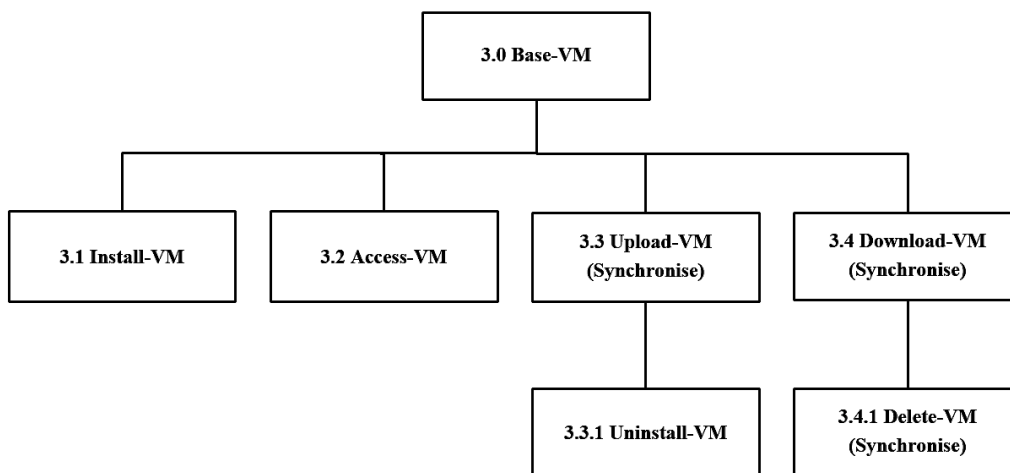 3.0 Base-VM
3.1 Install-VM
3.2 Access-VM
3.3 Upload-VM
(Synchronise)
3.4 Download-VM
(Synchronise)
3.3.1 Uninstall-VM
3.4.1 Delete-VM
(Synchronise)